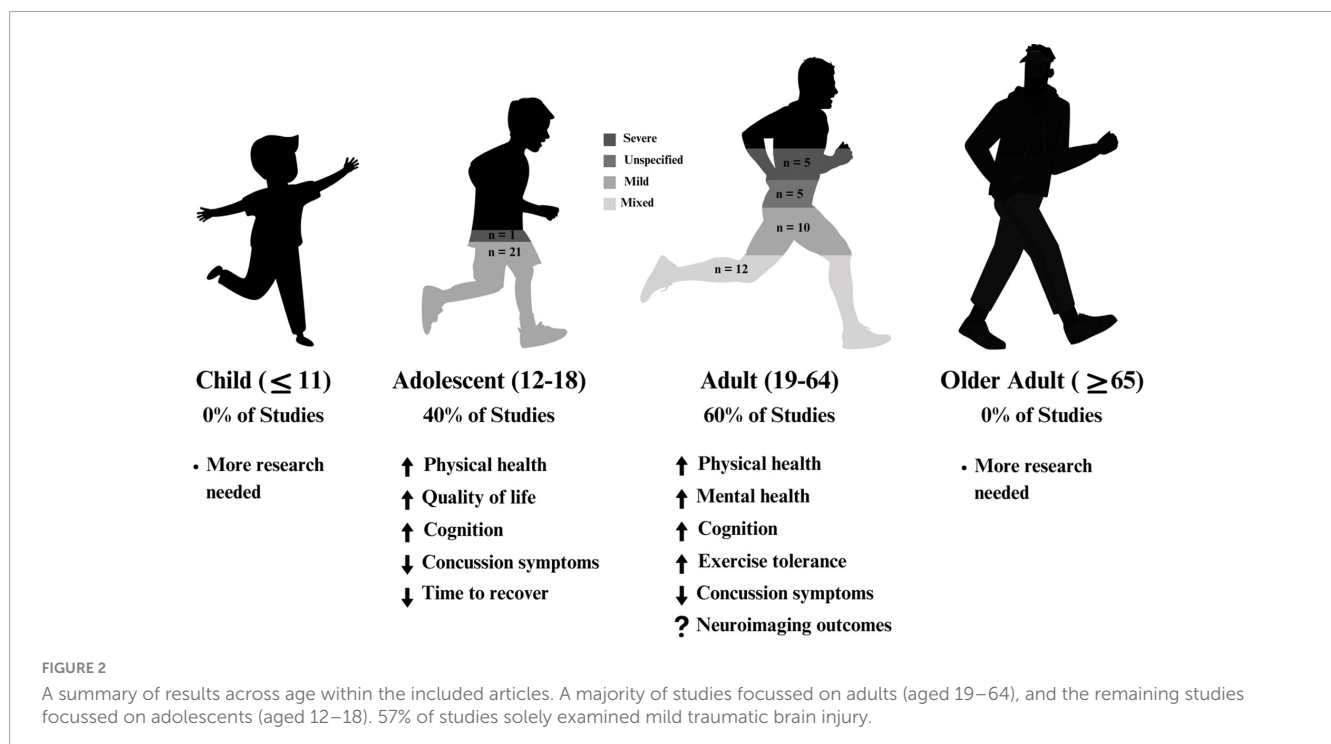 Severe
Unspecified
Mild
Mixed
n = 1
n = 21
n = 5
n = 5
n = 10
n = 12
Child ( ≤ 11)
0% of Studies
• More research
needed
Adolescent (12-18)
40% of Studies
↑ Physical health
↑ Quality of life
↑ Cognition
↓ Concussion symptoms
↓ Time to recover
Adult (19-64)
60% of Studies
↑ Physical health
↑ Mental health
↑ Cognition
↑ Exercise tolerance
↓ Concussion symptoms
? Neuroimaging outcomes
Older Adult ( ≥65)
0% of Studies
• More research
needed
FIGURE 2
A summary of results across age within the included articles. A majority of studies focussed on adults (aged 19–64), and the remaining studies
focussed on adolescents (aged 12–18). 57% of studies solely examined mild traumatic brain injury.